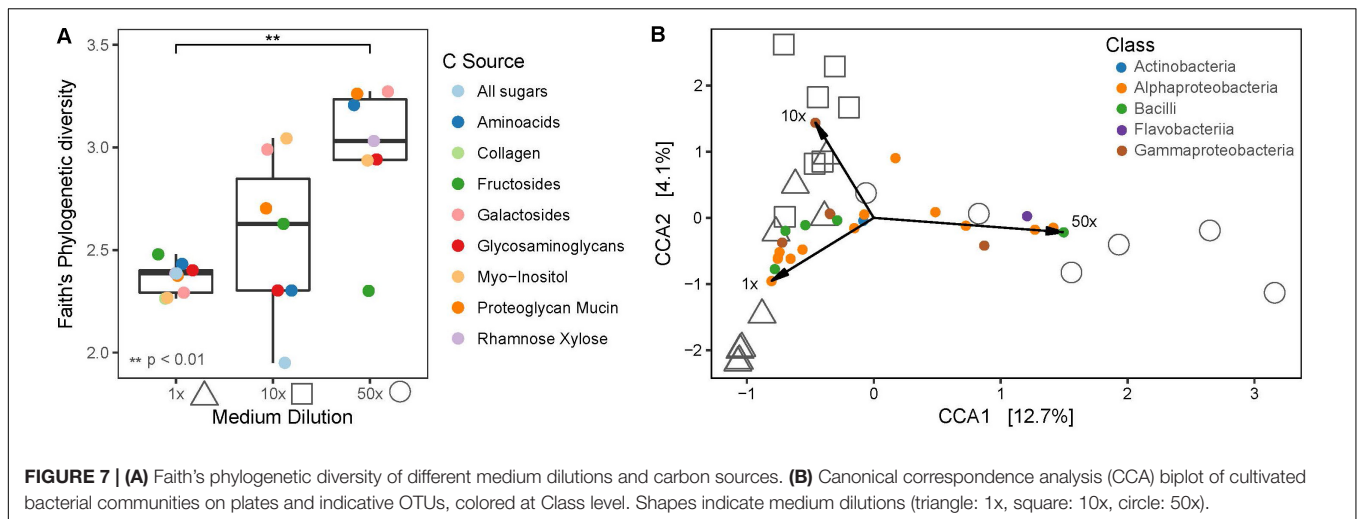 A
**
3.5
3.0
2.5
2.0
Faith's Phylogenetic diversity
** p < 0.01
1x
10x
50x
Medium Dilution
C Source
All sugars
Aminoacids
Collagen
Fructosides
Galactosides
Glycosaminoglycans
Myo−Inositol
Proteoglycan Mucin
Rhamnose Xylose
B
2
1
0
−1
−2
CCA2 [4.1%]
10x
50x
1x
Class
Actinobacteria
Alphaproteobacteria
Bacilli
Flavobacteriia
Gammaproteobacteria
−1
0
1
2
3
CCA1 [12.7%]
FIGURE 7 | (A) Faith's phylogenetic diversity of different medium dilutions and carbon sources. (B) Canonical correspondence analysis (CCA) biplot of cultivated
bacterial communities on plates and indicative OTUs, colored at Class level. Shapes indicate medium dilutions (triangle: 1x, square: 10x, circle: 50x).